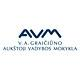 AVM
V. A. GRAIČIŪNO
AUKŠTOJI VADYBOS MOKYKLA